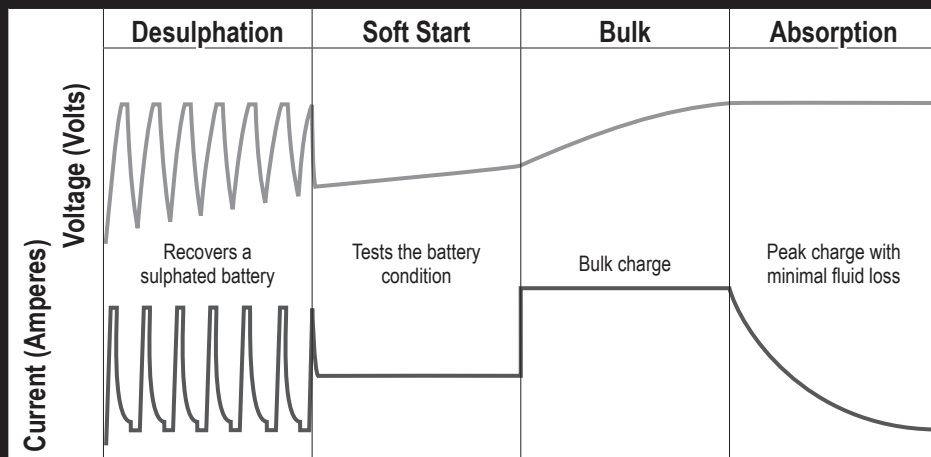 Desulphation
Soft Start
Bulk
Absorption
Voltage (Volts)
Current (Amperes)
Recovers a
sulphated battery
Tests the battery
condition
Bulk charge
Peak charge with
minimal fluid loss